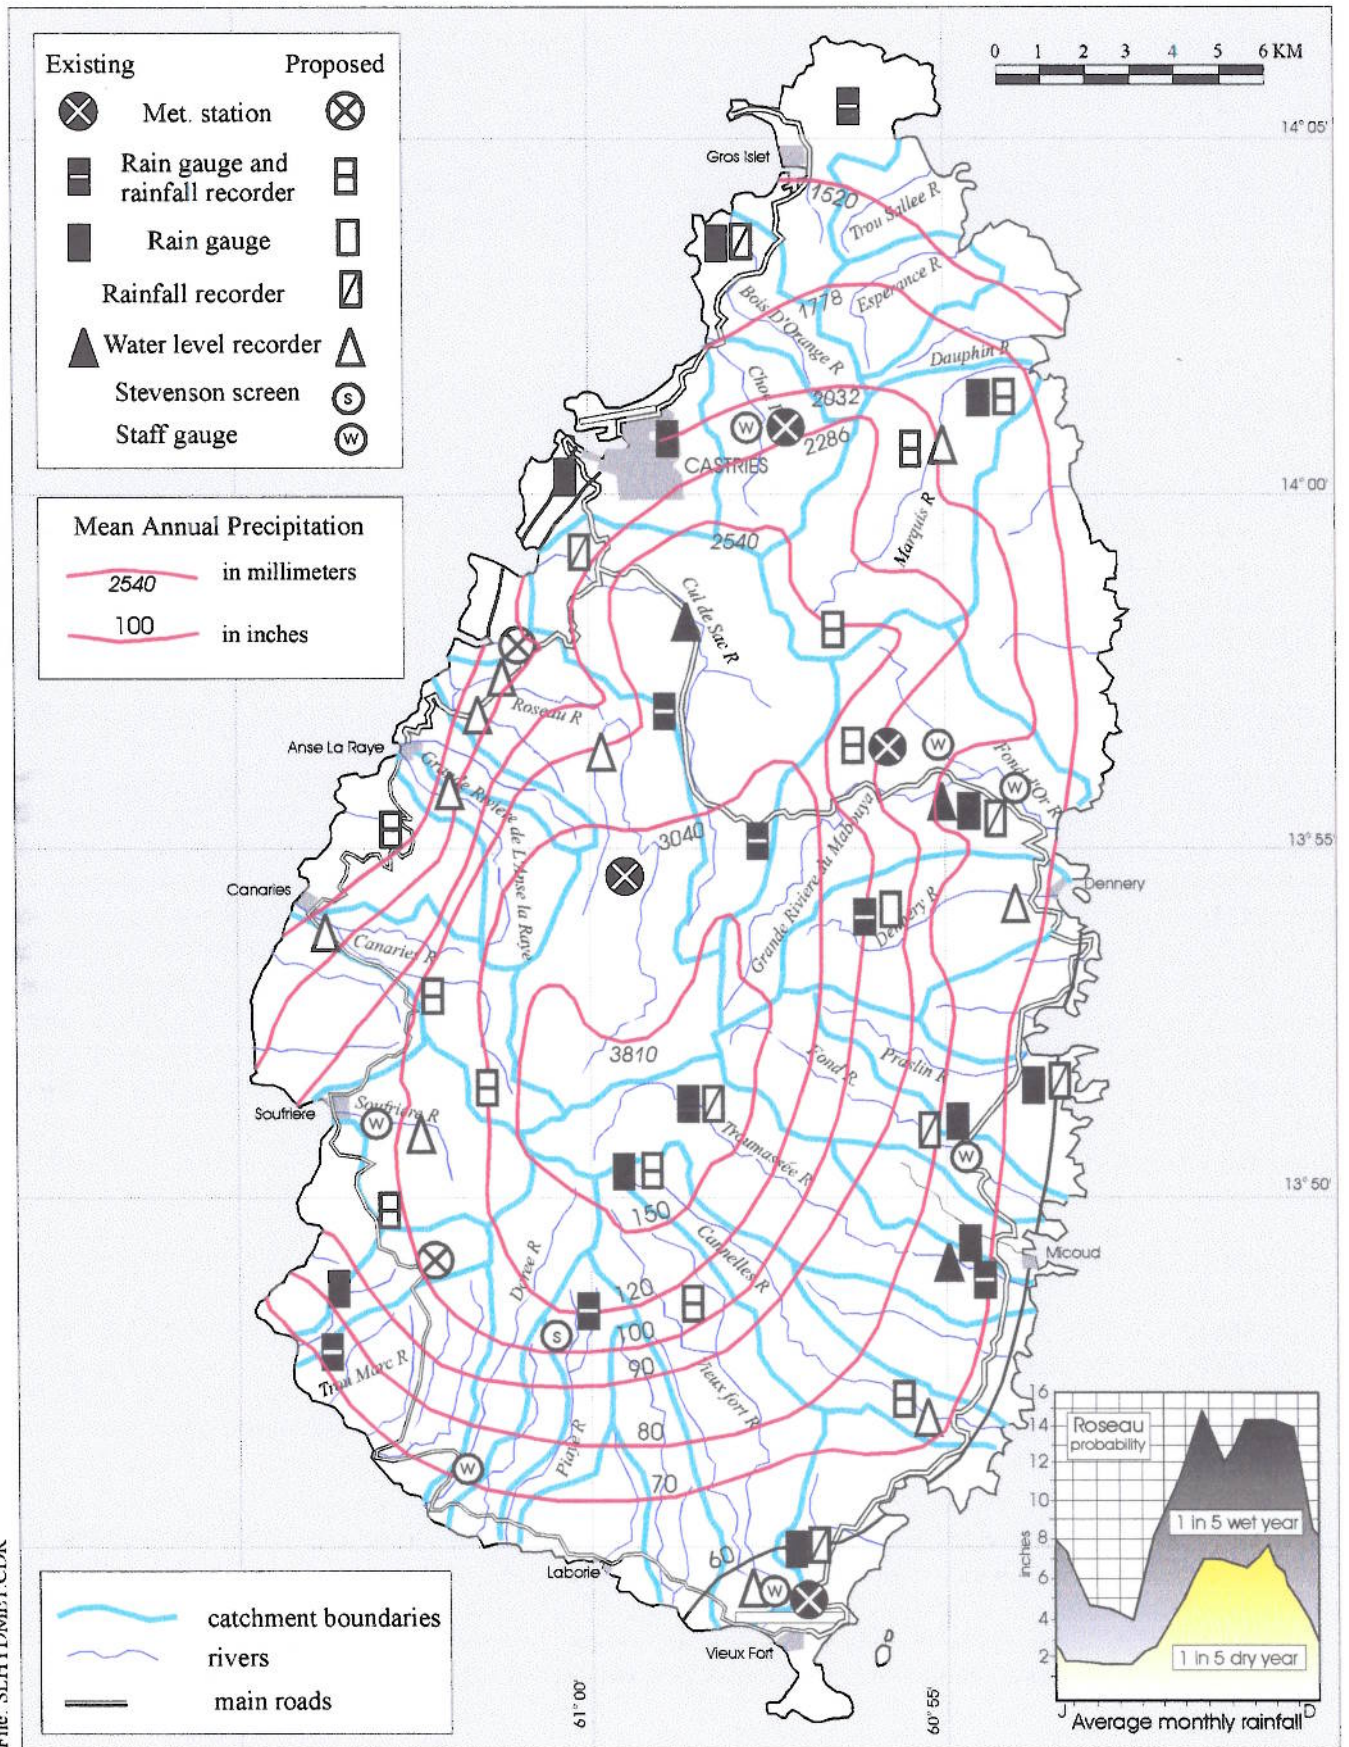 Existing Proposed
Met. station
Rain gauge and
rainfall recorder
Rain gauge
Rainfall recorder
Water level recorder
Stevenson screen
S
Staff gauge
W
Mean Annual Precipitation
2540
in millimeters
100
in inches
0 1 2 3 4 5 6 KM
14° 05'
Gros Islet
1520
Trou Sallee R
Esperance R
1778
Bois D'Orange R
Dauphin R
2032
W
2286
CASTRIES
14° 00'
Marquis R
2540
Cul de Sac R
Roseau R
Anse La Raye
W
Fond d'Or R
W
Grande Riviere de L'Anse la Raye
3040
Grande Riviere du Mabouya
13° 55'
Canaries
Dennery
Dennery R
Canaries R
3810
Fond R
Praslin R
Soufriere
Soufriere R
W
Troumassée R
W
13° 50'
150
Cannelles R
Micoud
Doree R
120
S
100
90
Trou Marc R
Vieux fort R
80
Piaye R
W
70
60
Laborie
W
Vieux Fort
61° 00'
60° 55'
16
14
12
10
8
6
4
2
inches
Roseau
probability
1 in 5 wet year
1 in 5 dry year
J D
Average monthly rainfall
catchment boundaries
rivers
main roads